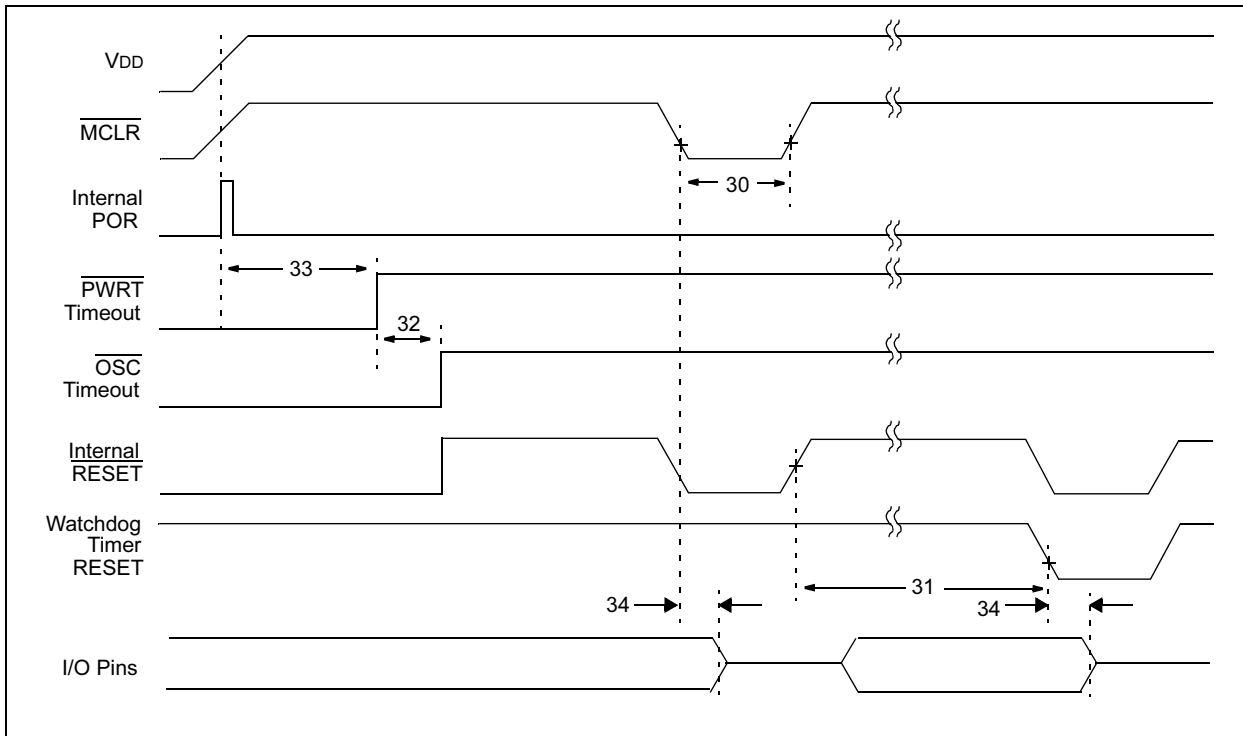 VDD
MCLR
30
Internal
POR
33
PWRT
Timeout
32
OSC
Timeout
Internal
RESET
Watchdog
Timer
RESET
31
34
34
I/O Pins